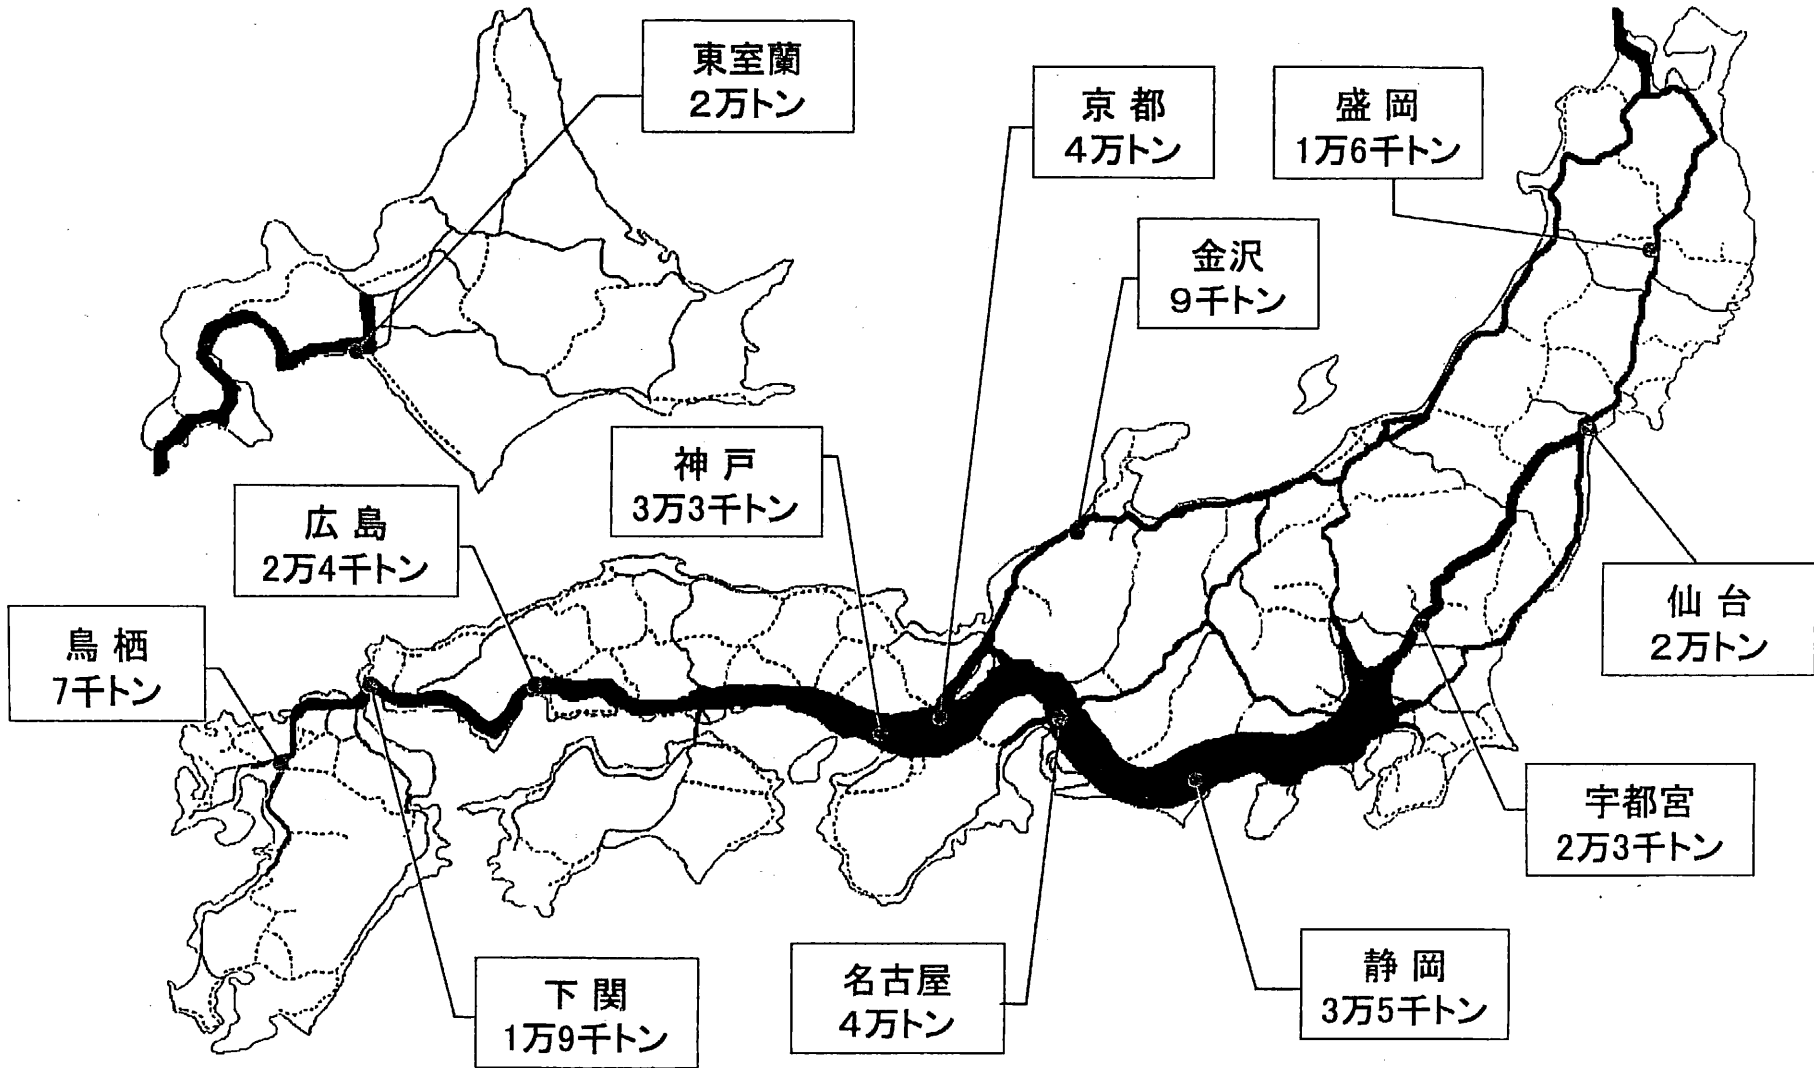 東室蘭
2万トン
京都
4万トン
盛岡
1万6千トン
金沢
9千トン
神戸
3万3千トン
広島
2万4千トン
鳥栖
7千トン
仙台
2万トン
宇都宮
2万3千トン
下関
1万9千トン
名古屋
4万トン
静岡
3万5千トン